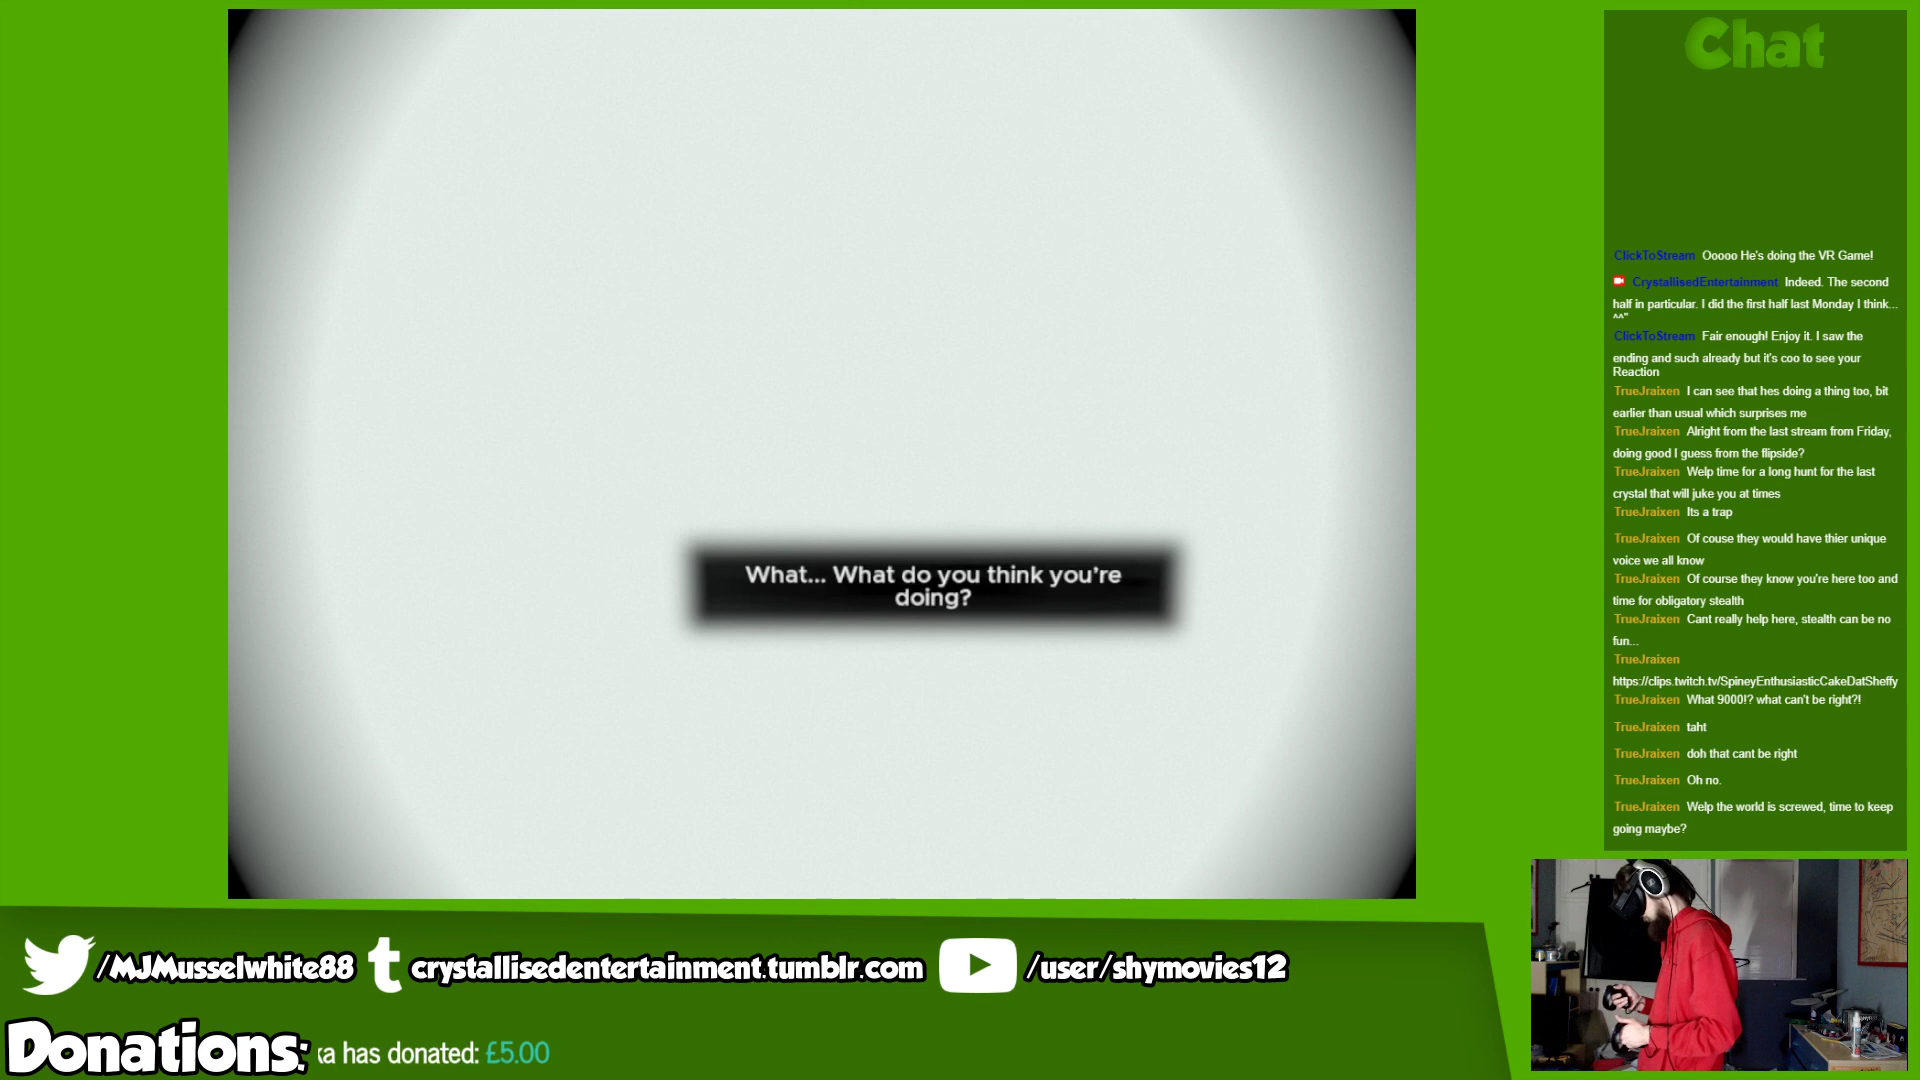 Chat
ClickToStream Ooooo He's doing the VR Game!
CrystallisedEntertainment Indeed. The second
half in particular. I did the first half last Monday I think...
^^"
ClickToStream Fair enough! Enjoy it. I saw the
ending and such already but it's coo to see your
Reaction
TrueJraixen I can see that hes doing a thing too, bit
earlier than usual which surprises me
TrueJraixen Alright from the last stream from Friday,
doing good I guess from the flipside?
TrueJraixen Welp time for a long hunt for the last
crystal that will juke you at times
TrueJraixen Its a trap
TrueJraixen Of couse they would have thier unique
voice we all know
TrueJraixen Of course they know you're here too and
time for obligatory stealth
TrueJraixen Cant really help here, stealth can be no
fun...
TrueJraixen
https://clips.twitch.tv/SpineyEnthusiasticCakeDatSheffy
TrueJraixen What 9000!? what can't be right?!
TrueJraixen taht
TrueJraixen doh that cant be right
TrueJraixen Oh no.
TrueJraixen Welp the world is screwed, time to keep
going maybe?
What... What do you think you're
doing?
/MJMusselwhite88 crystallisedentertainment.tumblr.com /user/shymovies12
Donations: ka has donated: £5.00